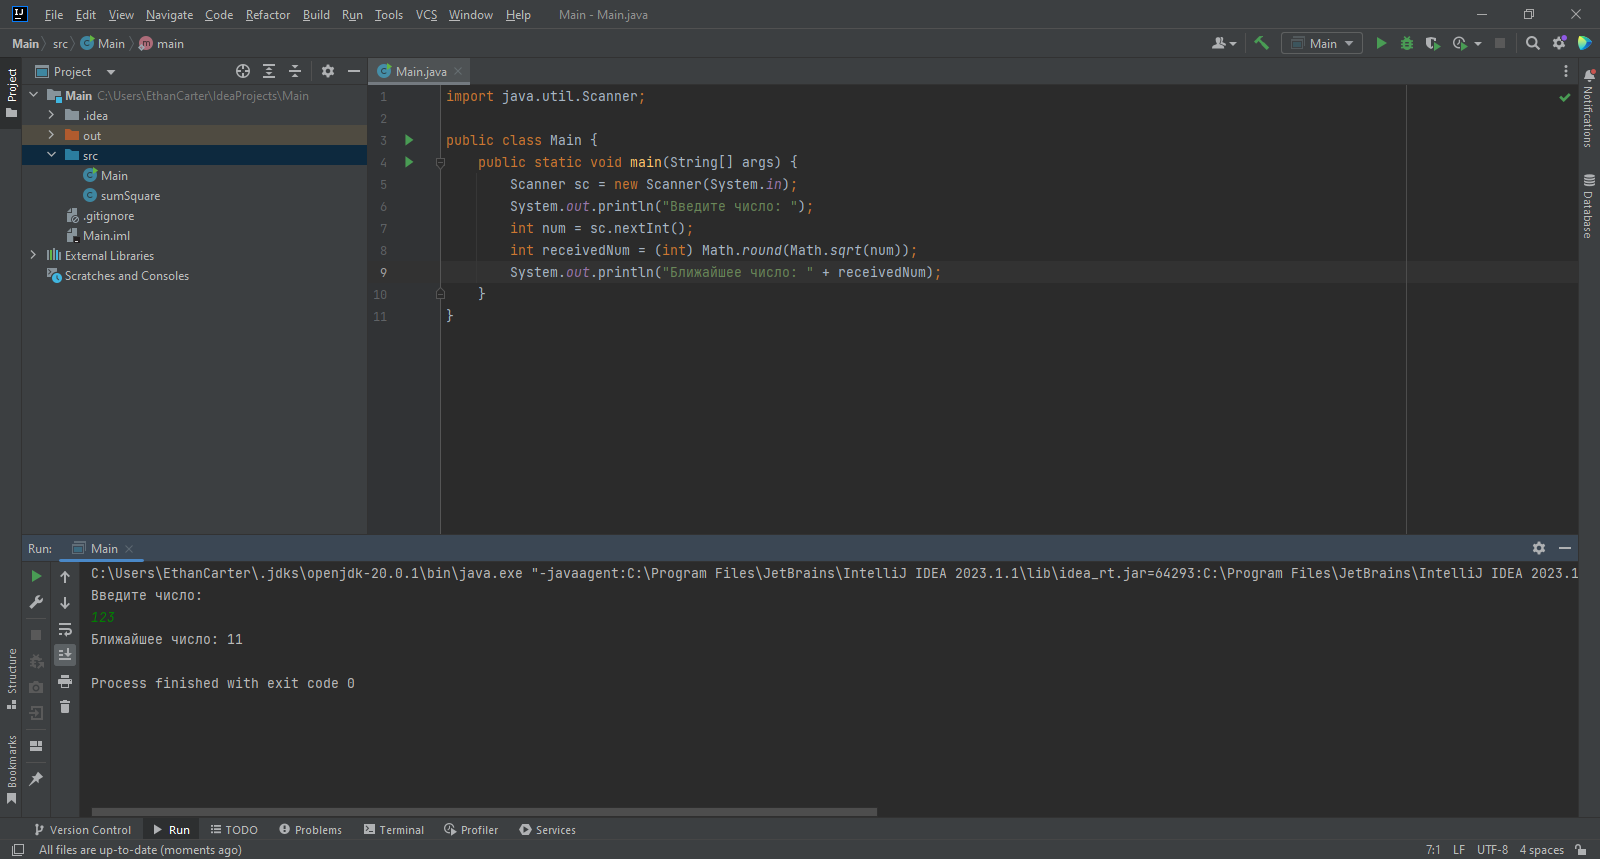 File Edit View Navigate Code Refactor Build Run Tools VCS Window Help Main - Main.java
Main src Main main
Main
Project
Main.java
Project
Main C:\Users\EthanCarter\IdeaProjects\Main
.idea
out
src
Main
sumSquare
.gitignore
Main.iml
External Libraries
Scratches and Consoles
1 import java.util.Scanner;
2
3 public class Main {
4 public static void main(String[] args) {
5 Scanner sc = new Scanner(System.in);
6 System.out.println("Введите число: ");
7 int num = sc.nextInt();
8 int receivedNum = (int) Math.round(Math.sqrt(num));
9 System.out.println("Ближайшее число: " + receivedNum);
10 }
11 }
Notifications
Database
Run: Main
C:\Users\EthanCarter\.jdks\openjdk-20.0.1\bin\java.exe "-javaagent:C:\Program Files\JetBrains\IntelliJ IDEA 2023.1.1\lib\idea_rt.jar=64293:C:\Program Files\JetBrains\IntelliJ IDEA 2023.1
Введите число:
123
Ближайшее число: 11
Process finished with exit code 0
Structure
Bookmarks
Version Control Run TODO Problems Terminal Profiler Services
All files are up-to-date (moments ago) 7:1 LF UTF-8 4 spaces